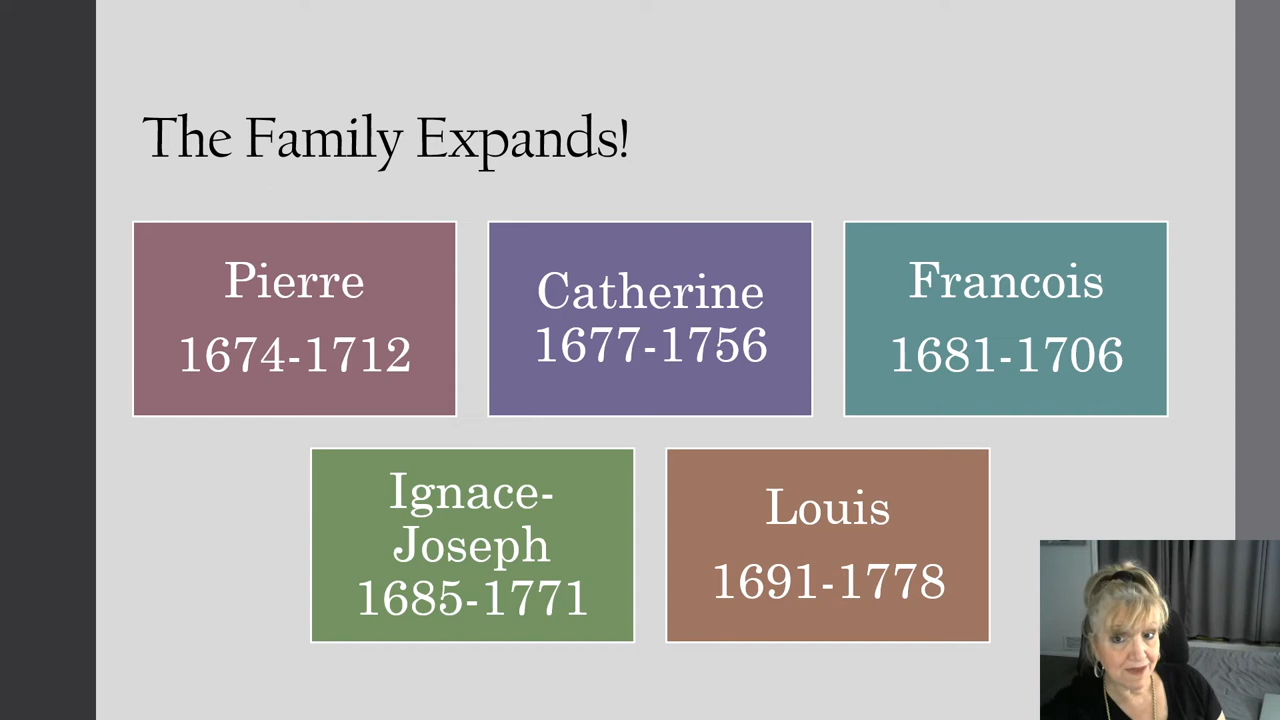 The Family Expands!
Pierre
1674-1712
Catherine
1677-1756
Francois
1681-1706
Ignace-
Joseph
1685-1771
Louis
1691-1778